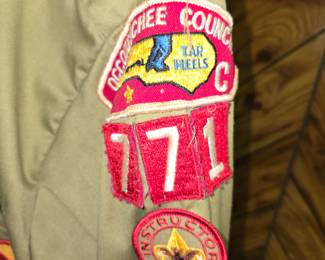 OCCONEECHEE COUNCIL
TAR
HEELS
C
771
INSTRUCTOR